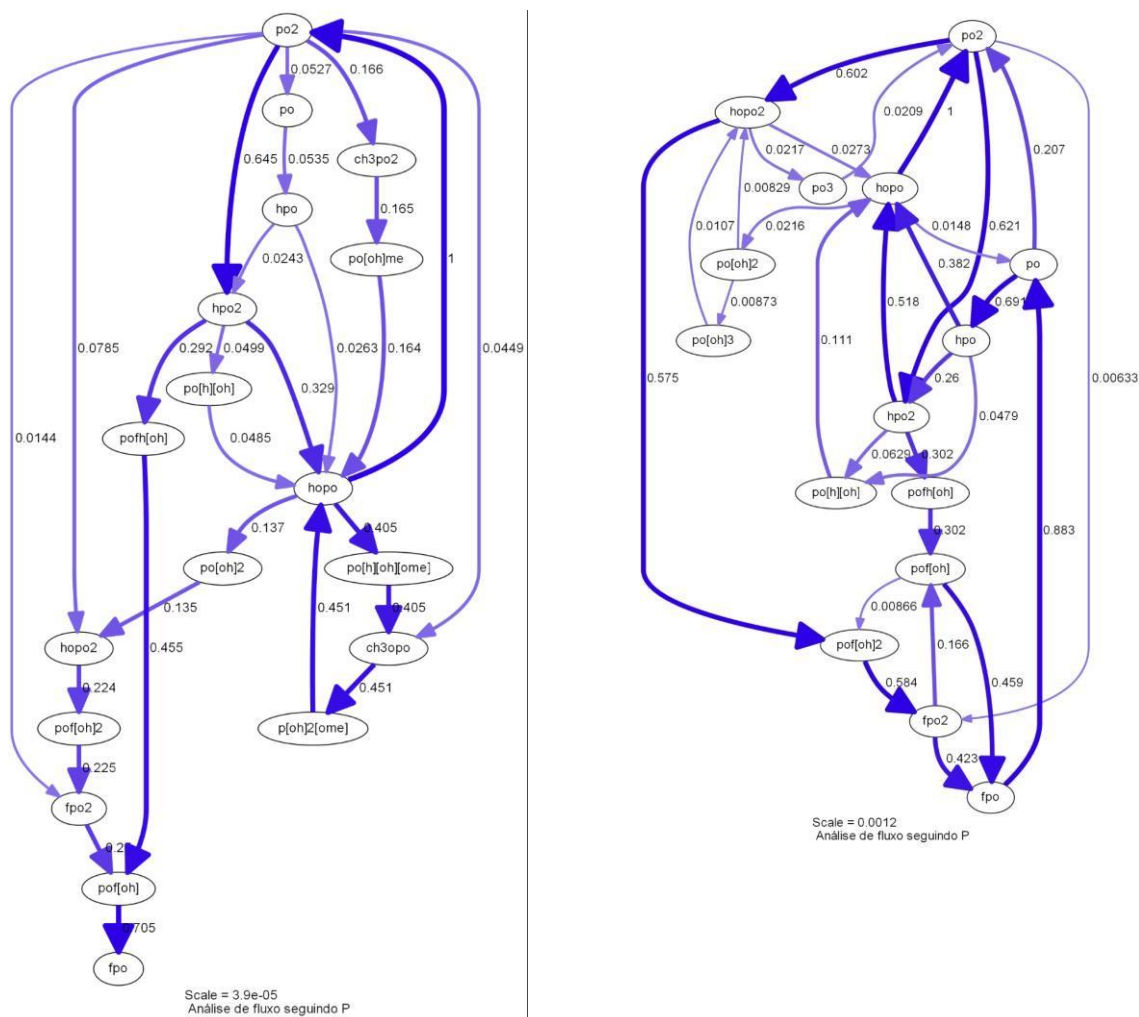 po2
0.0527
0.166
po
ch3po2
0.645
0.0535
hpo
0.165
0.0243
po[oh]me
1
hpo2
0.0785
0.292
0.0499
0.0263
0.164
0.0449
po[h][oh]
0.329
0.0144
pofh[oh]
0.0485
hopo
0.137
0.405
po[oh]2
po[h][oh][ome]
0.135
0.451
0.405
hopo2
0.455
ch3opo
0.224
0.451
pof[oh]2
p[oh]2[ome]
0.225
fpo2
pof[oh]
0.705
fpo
Scale = 3.9e-05
Análise de fluxo seguindo P
po2
0.602
hopo2
0.0209
1
0.0217
0.0273
0.207
po3
hopo
0.00829
0.0107
0.0216
0.0148
0.621
po[oh]2
0.382
po
0.00873
0.518
0.691
po[oh]3
0.111
hpo
0.00633
0.575
0.26
hpo2
0.0479
0.0629
0.302
po[h][oh]
pofh[oh]
0.302
0.883
pof[oh]
0.00866
pof[oh]2
0.166
0.459
0.584
fpo2
0.423
fpo
Scale = 0.0012
Análise de fluxo seguindo P